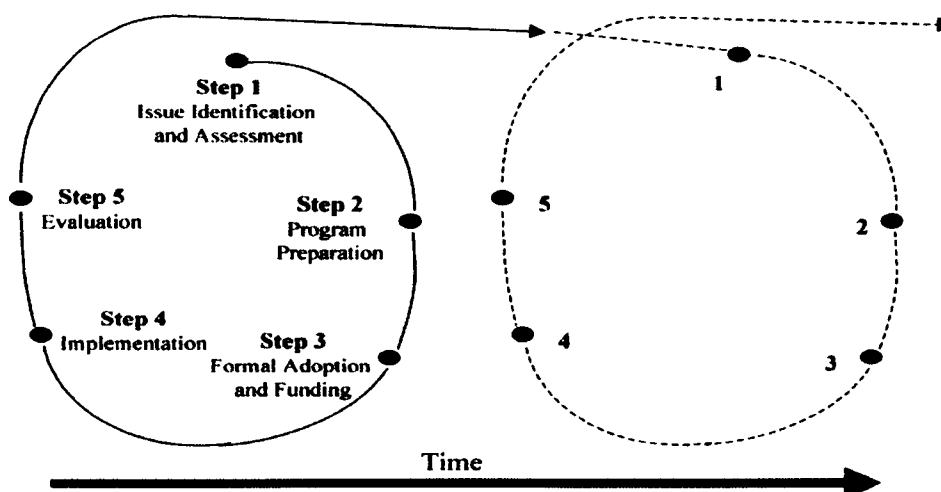 Step 1
Issue Identification
and Assessment
Step 2
Program
Preparation
Step 3
Formal Adoption
and Funding
Step 4
Implementation
Step 5
Evaluation
1
2
3
4
5
Time